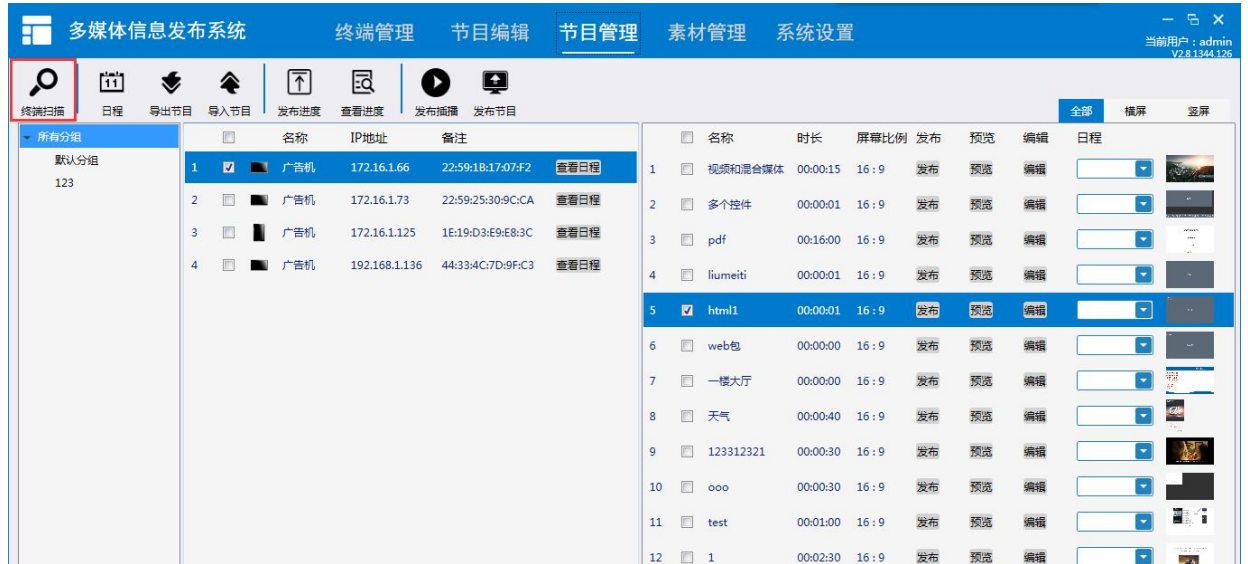 多媒体信息发布系统 终端管理 节目编辑 节目管理 素材管理 系统设置
当前用户：admin
V2.8.1344.126
终端扫描 日程 导出节目 导入节目 发布进度 查看进度 发布插播 发布节目
11
全部 横屏 竖屏
所有分组
默认分组
123
名称 IP地址 备注
1 广告机 172.16.1.66 22:59:1B:17:07:F2 查看日程
2 广告机 172.16.1.73 22:59:25:30:9C:CA 查看日程
3 广告机 172.16.1.125 1E:19:D3:E9:E8:3C 查看日程
4 广告机 192.168.1.136 44:33:4C:7D:9F:C3 查看日程
名称 时长 屏幕比例 发布 预览 编辑 日程
1 视频和混合媒体 00:00:15 16：9 发布 预览 编辑
2 多个控件 00:00:01 16：9 发布 预览 编辑
3 pdf 00:16:00 16：9 发布 预览 编辑
4 liumeiti 00:00:01 16：9 发布 预览 编辑
5 html1 00:00:01 16：9 发布 预览 编辑
6 web包 00:00:00 16：9 发布 预览 编辑
7 一楼大厅 00:00:00 16：9 发布 预览 编辑
8 天气 00:00:40 16：9 发布 预览 编辑
9 123312321 00:00:30 16：9 发布 预览 编辑
10 ooo 00:00:30 16：9 发布 预览 编辑
11 test 00:01:00 16：9 发布 预览 编辑
12 1 00:02:30 16：9 发布 预览 编辑